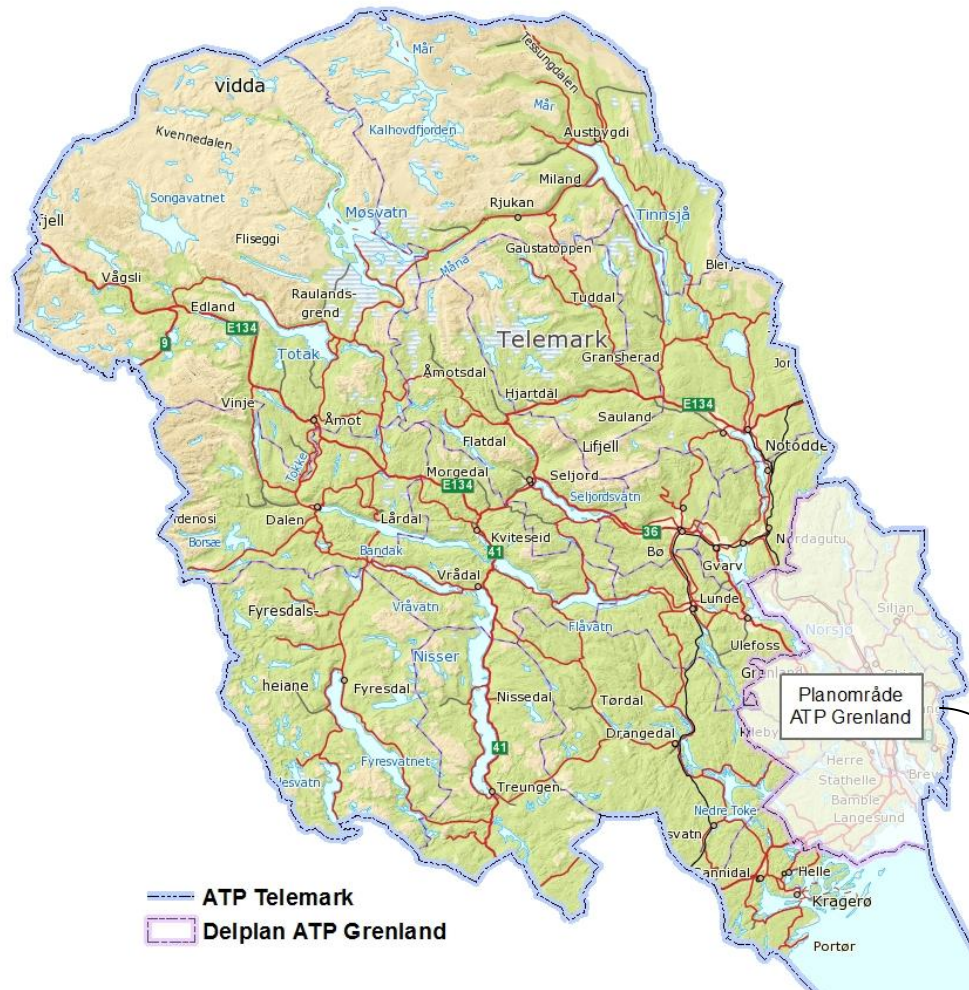 Mår
Tessungdalen
vidda
Mår
Kalhovdfjorden
Kvennedalen
Austbygdi
Miland
Songavatnet
Rjukan
Møsvatn
Tinnsjå
fjell
Fliseggi
Gaustatoppen
Måna
Vågsli
Raulands-
grend
Tuddal
Edland
E134
Telemark
9
Totak
Gransherad
Åmotsdal
Hjartdal
E134
Vinje
Åmot
Sauland
Flatdal
Lifjell
Notodde
Tokke
Morgedal
E134
Seljord
Seljordsvatn
Dalen
Lårdal
36
Kviteseid
Borsæ
Bandak
41
Bø
Nordagutu
Gvarv
Vrådal
Fyresdals-
Vråvatn
Lunde
Siljan
Flåvatn
Norsjø
Ulefoss
Nisser
heiane
Fyresdal
Nissedal
Tørdal
Planområde
ATP Grenland
Drangedal
41
Fyresvatnet
Herre
Stathelle
Treungen
Bamble
Nedre Toke
Langesund
svatn
Helle
Kragerø
Portør
ATP Telemark
Delplan ATP Grenland